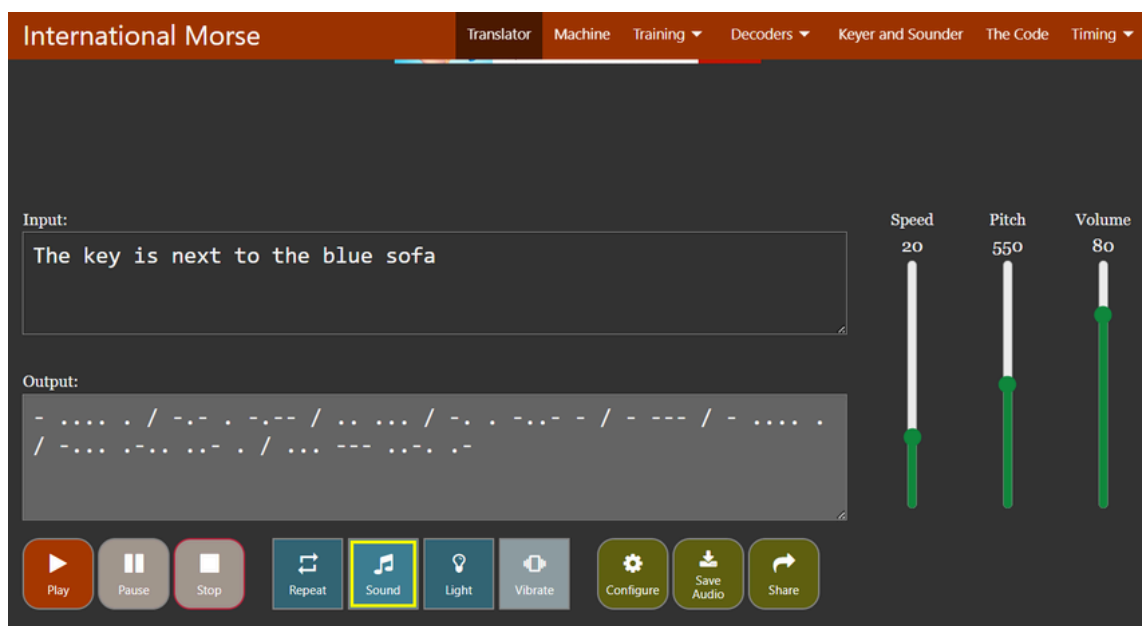 International Morse Translator Machine Training Decoders Keyer and Sounder The Code Timing
Input: Speed Pitch Volume
The key is next to the blue sofa 20 550 80
Output:
- .... . / -.- . -.-- / .. ... / -. . -..- - / - --- / - .... .
/ -... .-.. ..- . / ... --- ..-. .-
Play Pause Stop Repeat Sound Light Vibrate Configure Save Audio Share